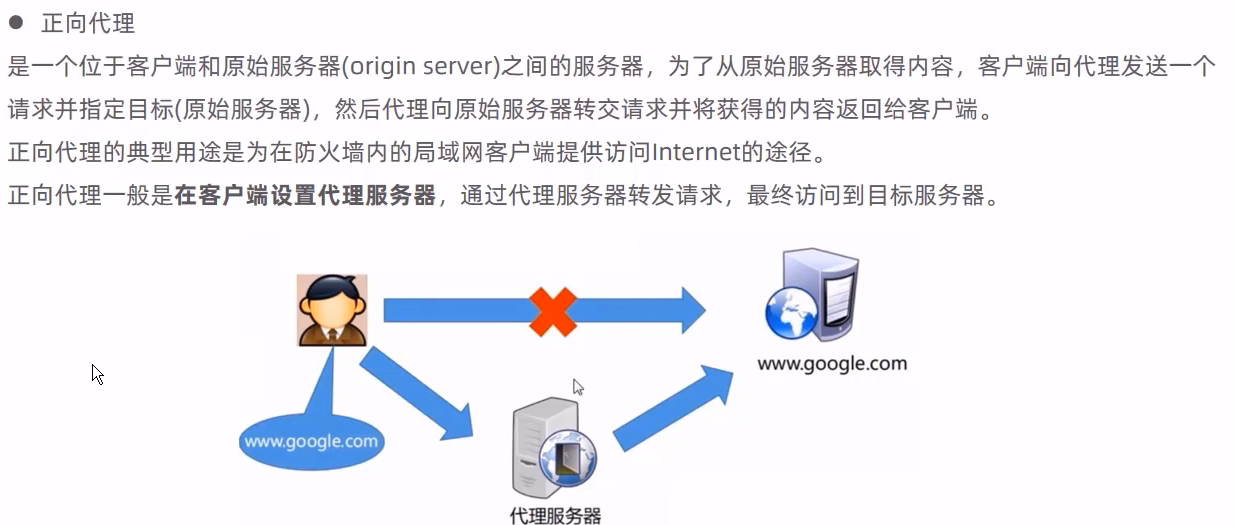 ● 正向代理
是一个位于客户端和原始服务器(origin server)之间的服务器，为了从原始服务器取得内容，客户端向代理发送一个
请求并指定目标(原始服务器)，然后代理向原始服务器转交请求并将获得的内容返回给客户端。
正向代理的典型用途是为在防火墙内的局域网客户端提供访问Internet的途径。
正向代理一般是在客户端设置代理服务器，通过代理服务器转发请求，最终访问到目标服务器。
www.google.com
www.google.com
代理服务器